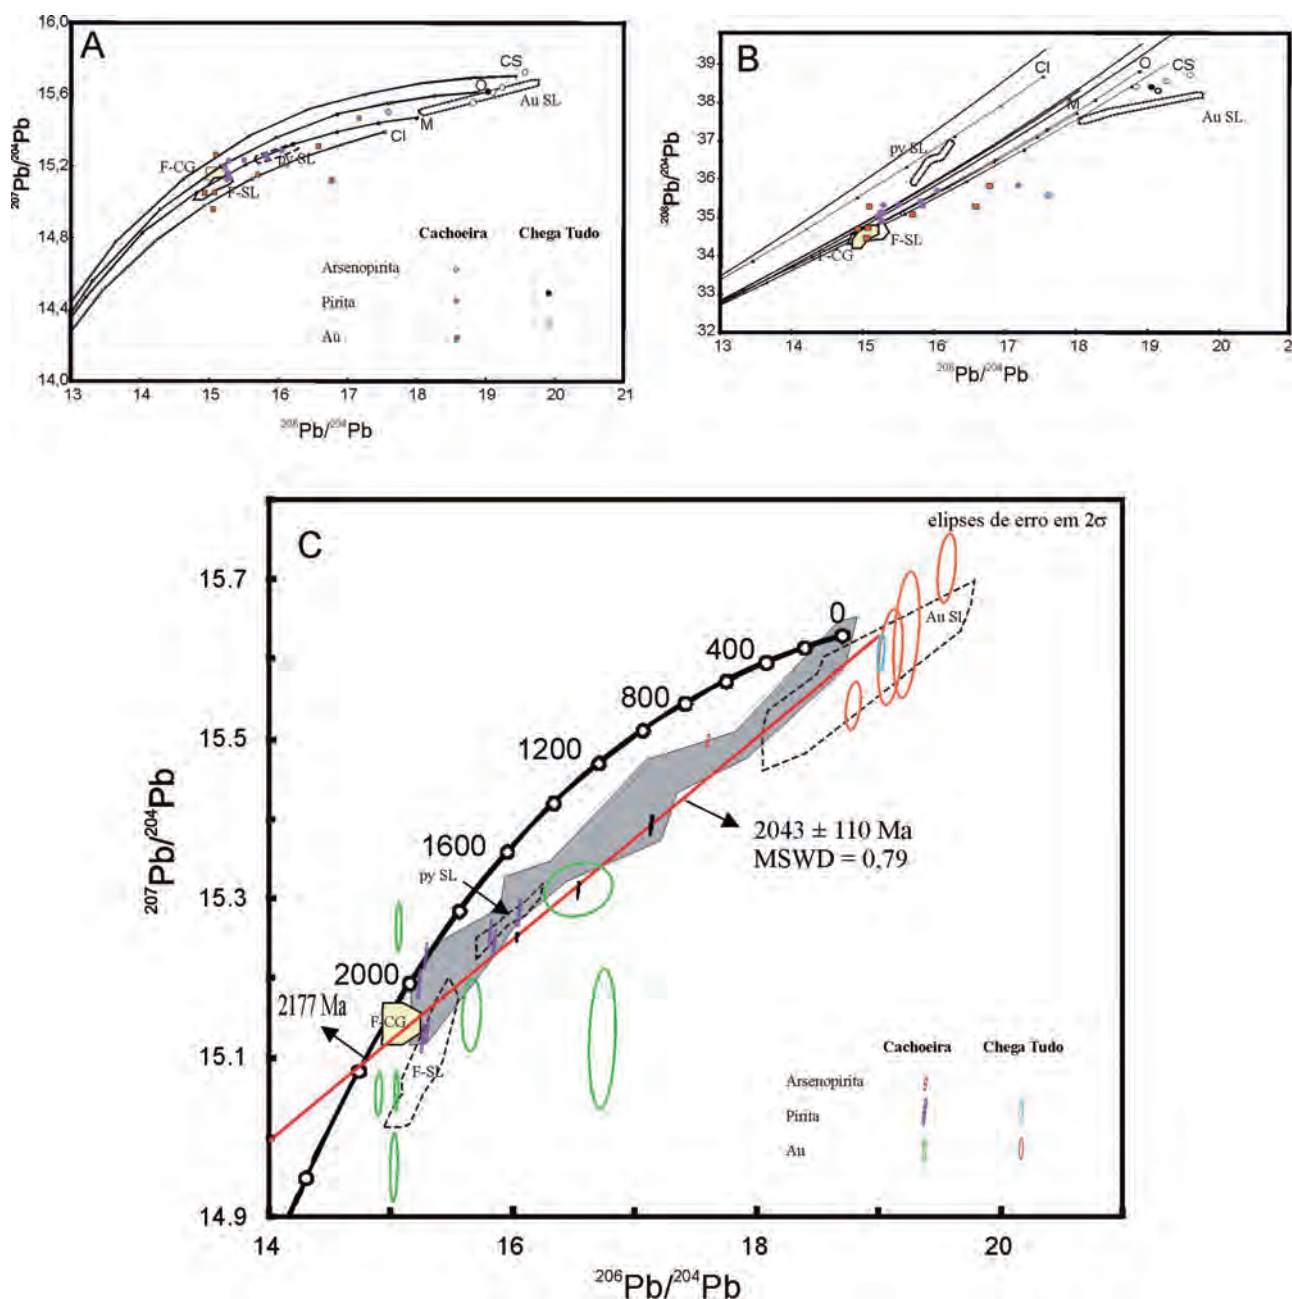 A
16,0
15,6
15,2
14,8
14,4
14,0
²⁰⁷Pb/²⁰⁴Pb
CS
O
Au SL
M
CI
F-CG
py SL
F-SL
Cachoeira Chega Tudo
Arsenopirita
Pirita
Au
13 14 15 16 17 18 19 20 21
²⁰⁶Pb/²⁰⁴Pb
B
39
38
37
36
35
34
33
32
²⁰⁸Pb/²⁰⁴Pb
CI
O
CS
M
Au SL
py SL
F-SL
F-CG
13 14 15 16 17 18 19 20 2
²⁰⁶Pb/²⁰⁴Pb
C
elipses de erro em 2σ
15.7
15.5
15.3
15.1
14.9
²⁰⁷Pb/²⁰⁴Pb
0
400
800
1200
1600
2000
Au SL
py SL
2043 ± 110 Ma
MSWD = 0,79
2177 Ma
F-CG
F-SL
Cachoeira Chega Tudo
Arsenopirita
Pirita
Au
14 16 17 18 19 20
²⁰⁶Pb/²⁰⁴Pb